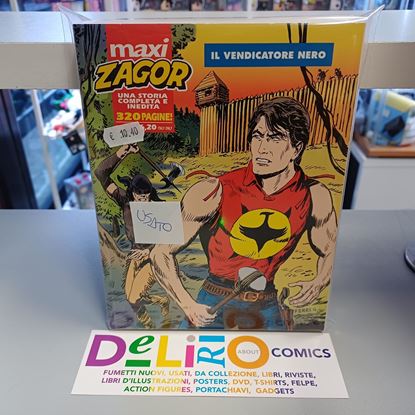 maxi
ZAGOR
IL VENDICATORE NERO
UNA STORIA
COMPLETA E
INEDITA
320 PAGINE!
€ 10,40
USATO
FERRI
DeLiRiO ABOUT COMICS
FUMETTI NUOVI, USATI, DA COLLEZIONE, LIBRI, RIVISTE,
LIBRI D'ILLUSTRAZIONI, POSTERS, DVD, T-SHIRTS, FELPE,
ACTION FIGURES, PORTACHIAVI, GADGETS